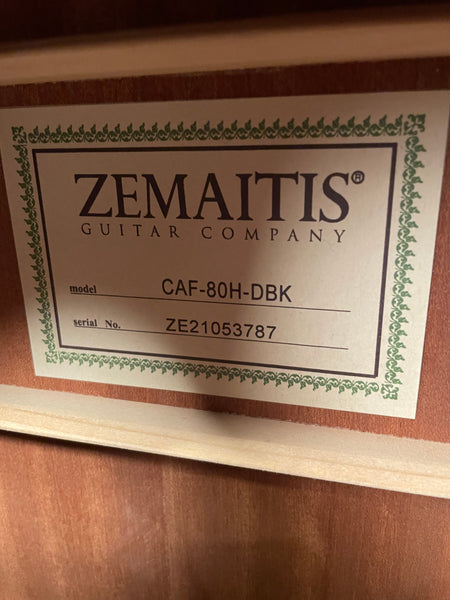 ZEMAITIS®
GUITAR COMPANY
model CAF-80H-DBK
serial No. ZE21053787